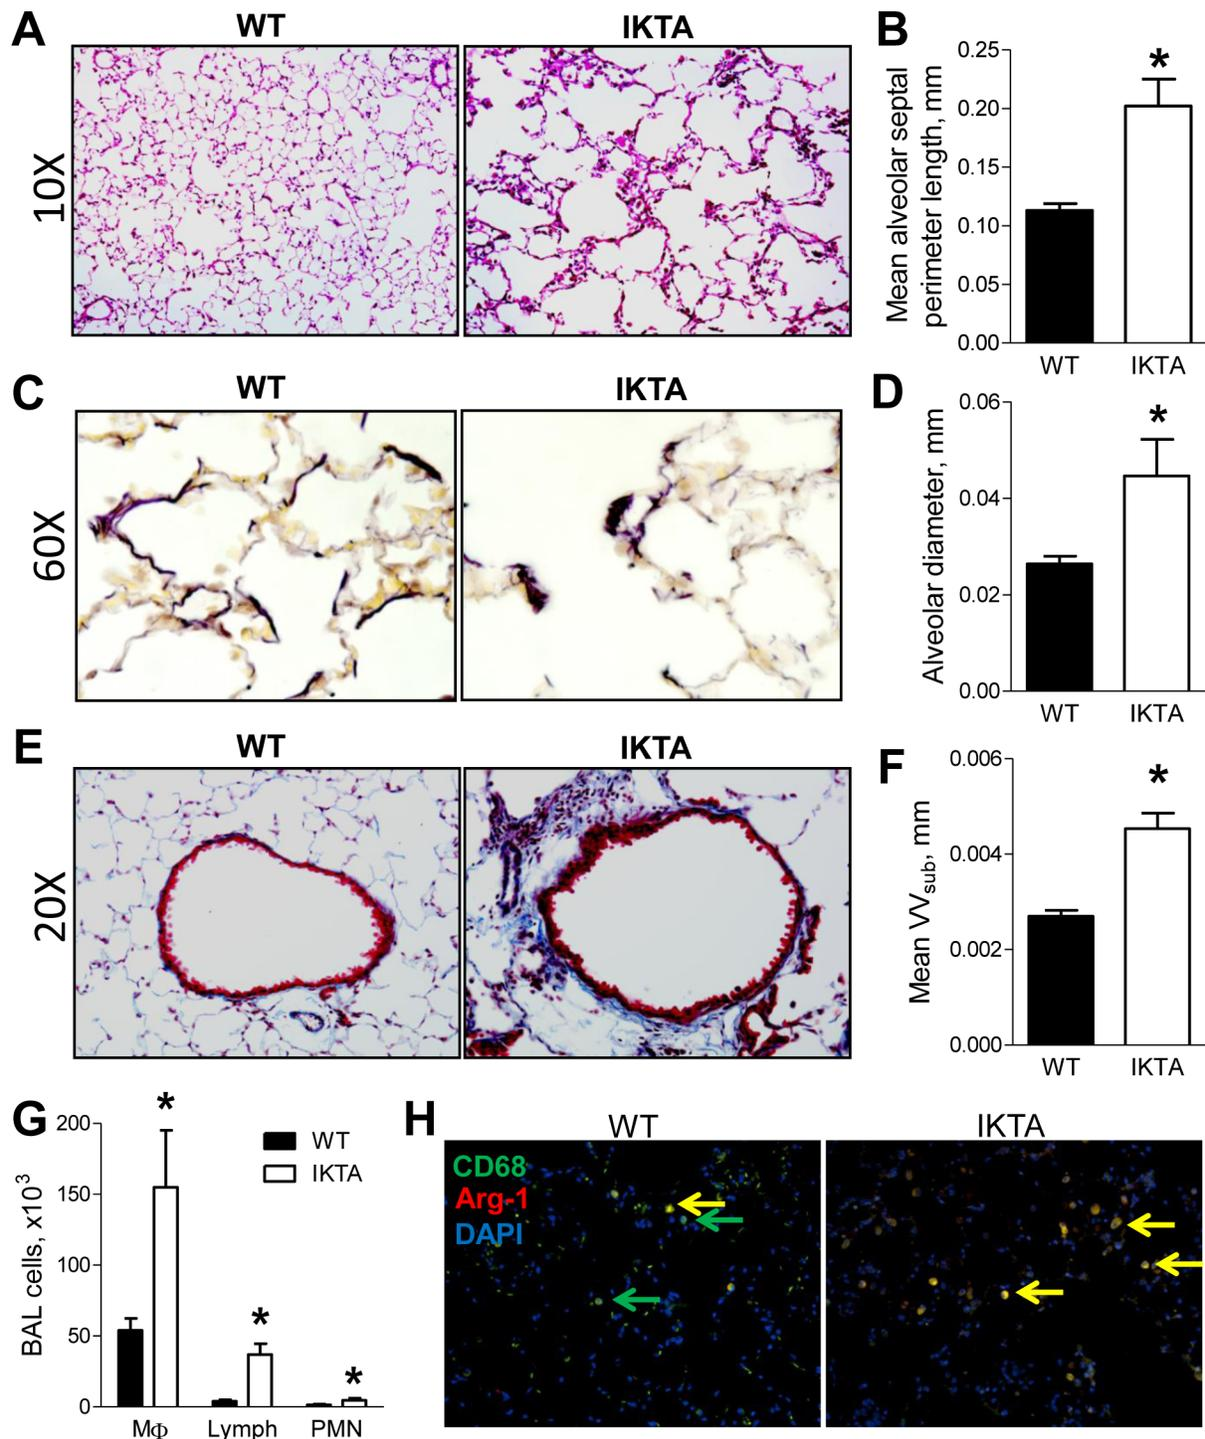 A
WT
IKTA
10X
B
Mean alveolar septal
perimeter length, mm
0.25
0.20
0.15
0.10
0.05
0.00
*
WT
IKTA
C
WT
IKTA
60X
D
Alveolar diameter, mm
0.06
0.04
0.02
0.00
*
WT
IKTA
E
WT
IKTA
20X
F
Mean VVsub, mm
0.006
0.004
0.002
0.000
*
WT
IKTA
G
BAL cells, x10³
200
150
100
50
0
*
*
*
WT
IKTA
MΦ Lymph PMN
H
WT
IKTA
CD68
Arg-1
DAPI